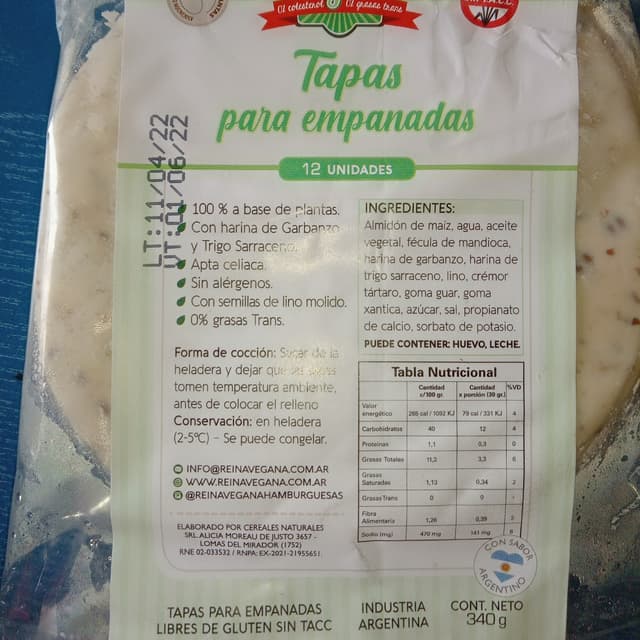 0% colesterol 0% grasas trans
Tapas
para empanadas
12 UNIDADES
LT:11/04/22
VT:01/06/22
100 % a base de plantas.
Con harina de Garbanzo
y Trigo Sarraceno.
Apta celiaca.
Sin alérgenos.
Con semillas de lino molido.
0% grasas Trans.
Forma de cocción: Sacar de la
heladera y dejar que las tapas
tomen temperatura ambiente,
antes de colocar el relleno
Conservación: en heladera
(2-5°C) – Se puede congelar.
INFO@REINAVEGANA.COM.AR
WWW.REINAVEGANA.COM.AR
@REINAVEGANAHAMBURGUESAS
ELABORADO POR CEREALES NATURALES
SRL.ALICIA MOREAU DE JUSTO 3657 -
LOMAS DEL MIRADOR (1752)
RNE 02-033532 / RNPA: EX-2021-21955651
INGREDIENTES:
Almidón de maíz, agua, aceite
vegetal, fécula de mandioca,
harina de garbanzo, harina de
trigo sarraceno, lino, crémor
tártaro, goma guar, goma
xantica, azúcar, sal, propianato
de calcio, sorbato de potasio.
PUEDE CONTENER: HUEVO, LECHE.
Tabla Nutricional
Cantidad c/100 gr. Cantidad x porción (30 gr.) %VD
Valor energético 266 cal / 1092 KJ 79 cal / 331 KJ 4
Carbohidratos 40 12 4
Proteinas 1,1 0,3 0
Grasas Totales 11,3 3,3 6
Grasas Saturadas 1,13 0,34 2
Grasas Trans 0 0 -
Fibra Alimentaria 1,26 0,39 2
Sodio (mg) 470 mg 141 mg 6
CON SABOR
ARGENTINO
TAPAS PARA EMPANADAS
LIBRES DE GLUTEN SIN TACC
INDUSTRIA
ARGENTINA
CONT. NETO
340 g